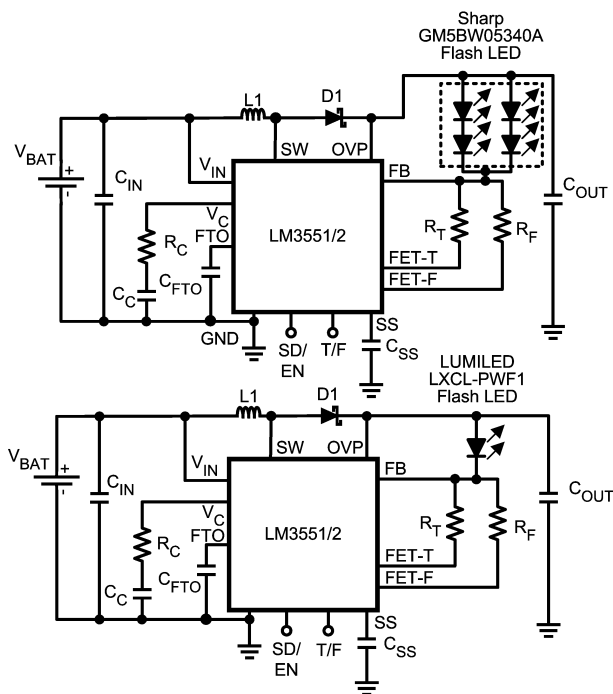 Sharp
GM5BW05340A
Flash LED
L1
D1
VBAT
+
-
CIN
VIN
SW
OVP
FB
COUT
VC
RC
FTO
LM3551/2
RT
RF
CC
CFTO
FET-T
FET-F
GND
SD/
EN
T/F
SS
CSS
LUMILED
LXCL-PWF1
Flash LED
L1
D1
VBAT
+
-
CIN
VIN
SW
OVP
FB
COUT
VC
RC
FTO
LM3551/2
RT
RF
CC
CFTO
FET-T
FET-F
SD/
EN
T/F
SS
CSS